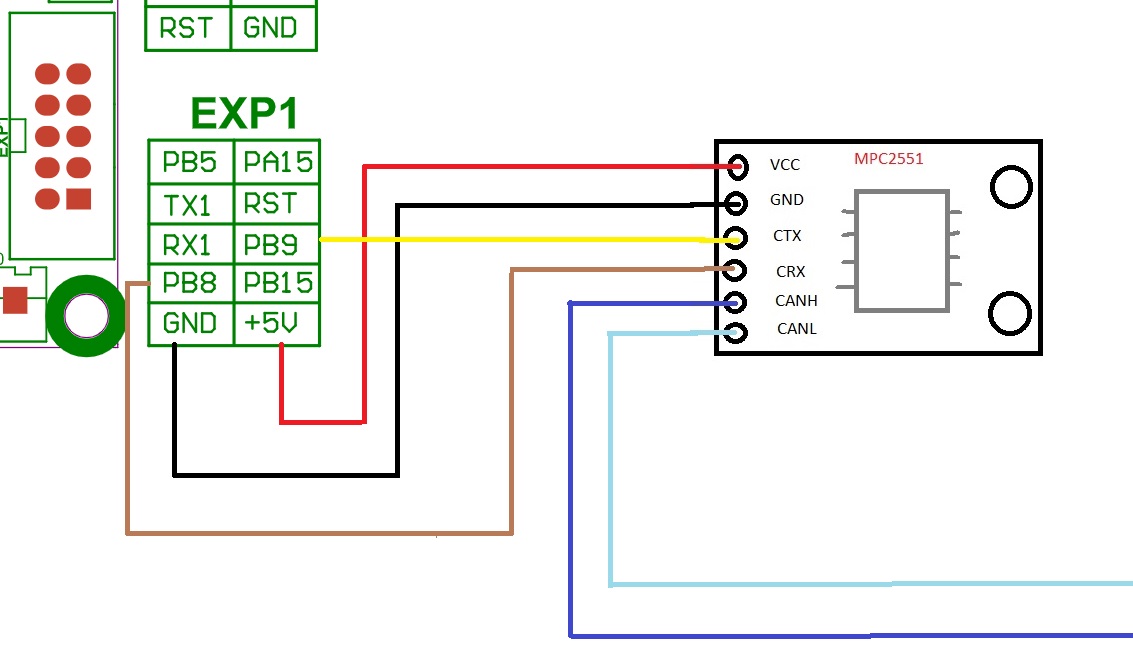 RST GND
EXP1
EXP1
PB5 PA15
TX1 RST
RX1 PB9
PB8 PB15
GND +5V
MPC2551
VCC
GND
CTX
CRX
CANH
CANL